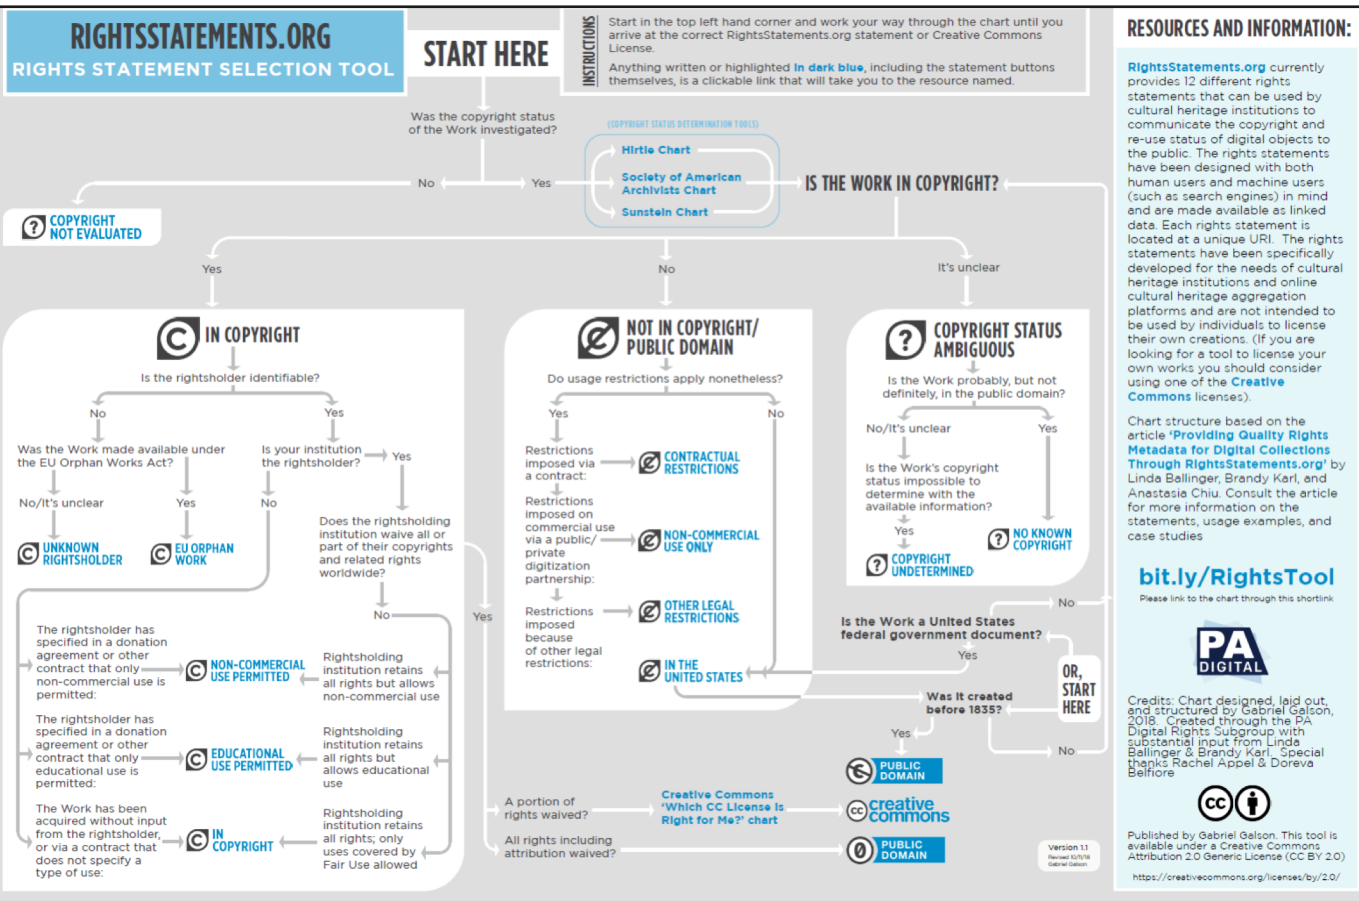 RIGHTSSTATEMENTS.ORG
RIGHTS STATEMENT SELECTION TOOL
START HERE
INSTRUCTIONS
Start in the top left hand corner and work your way through the chart until you
arrive at the correct RightsStatements.org statement or Creative Commons
License.
Anything written or highlighted in dark blue, including the statement buttons
themselves, is a clickable link that will take you to the resource named.
Was the copyright status
of the Work investigated?
No
Yes
(COPYRIGHT STATUS DETERMINATION TOOLS)
Hirtle Chart
Society of American
Archivists Chart
Sunstein Chart
IS THE WORK IN COPYRIGHT?
? COPYRIGHT
NOT EVALUATED
Yes
No
It's unclear
C IN COPYRIGHT
Is the rightsholder identifiable?
No
Yes
Was the Work made available under
the EU Orphan Works Act?
Is your institution
the rightsholder?
Yes
No/It's unclear
Yes
No
C UNKNOWN
RIGHTSHOLDER
C EU ORPHAN
WORK
Does the rightsholding
institution waive all or
part of their copyrights
and related rights
worldwide?
No
Yes
The rightsholder has
specified in a donation
agreement or other
contract that only
non-commercial use is
permitted:
C NON-COMMERCIAL
USE PERMITTED
Rightsholding
institution retains
all rights but allows
non-commercial use
The rightsholder has
specified in a donation
agreement or other
contract that only
educational use is
permitted:
C EDUCATIONAL
USE PERMITTED
Rightsholding
institution retains
all rights but
allows educational
use
The Work has been
acquired without input
from the rightsholder,
or via a contract that
does not specify a
type of use:
C IN
COPYRIGHT
Rightsholding
institution retains
all rights; only
uses covered by
Fair Use allowed
NOT IN COPYRIGHT/
PUBLIC DOMAIN
Do usage restrictions apply nonetheless?
Yes
No
Restrictions
imposed via
a contract:
CONTRACTUAL
RESTRICTIONS
Restrictions
imposed on
commercial use
via a public/
private
digitization
partnership:
NON-COMMERCIAL
USE ONLY
Restrictions
imposed
because
of other legal
restrictions:
OTHER LEGAL
RESTRICTIONS
IN THE
UNITED STATES
? COPYRIGHT STATUS
AMBIGUOUS
Is the Work probably, but not
definitely, in the public domain?
No/It's unclear
Yes
Is the Work's copyright
status impossible to
determine with the
available information?
Yes
? COPYRIGHT
UNDETERMINED
? NO KNOWN
COPYRIGHT
No
Is the Work a United States
federal government document?
Yes
OR,
START
HERE
Was it created
before 1835?
Yes
No
PUBLIC
DOMAIN
A portion of
rights waived?
Creative Commons
'Which CC License is
Right for Me?' chart
cc creative
commons
All rights including
attribution waived?
0 PUBLIC
DOMAIN
Version 1.1
Revised 10/11/18
Gabriel Galson
RESOURCES AND INFORMATION:
RightsStatements.org currently
provides 12 different rights
statements that can be used by
cultural heritage institutions to
communicate the copyright and
re-use status of digital objects to
the public. The rights statements
have been designed with both
human users and machine users
(such as search engines) in mind
and are made available as linked
data. Each rights statement is
located at a unique URI. The rights
statements have been specifically
developed for the needs of cultural
heritage institutions and online
cultural heritage aggregation
platforms and are not intended to
be used by individuals to license
their own creations. (If you are
looking for a tool to license your
own works you should consider
using one of the Creative
Commons licenses).
Chart structure based on the
article 'Providing Quality Rights
Metadata for Digital Collections
Through RightsStatements.org' by
Linda Ballinger, Brandy Karl, and
Anastasia Chiu. Consult the article
for more information on the
statements, usage examples, and
case studies
bit.ly/RightsTool
Please link to the chart through this shortlink
PA
DIGITAL
Credits: Chart designed, laid out,
and structured by Gabriel Galson,
2018. Created through the PA
Digital Rights Subgroup with
substantial input from Linda
Ballinger & Brandy Karl. Special
thanks Rachel Appel & Doreva
Belfiore
cc
Published by Gabriel Galson. This tool is
available under a Creative Commons
Attribution 2.0 Generic License (CC BY 2.0)
https://creativecommons.org/licenses/by/2.0/